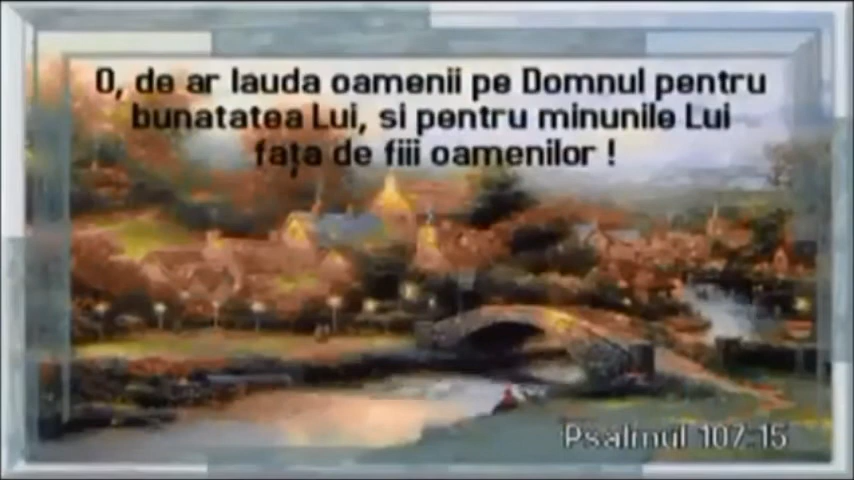 O, de ar lauda oamenii pe Domnul pentru
bunatatea Lui, si pentru minunile Lui
fața de fiii oamenilor !
Psalmul 107:15